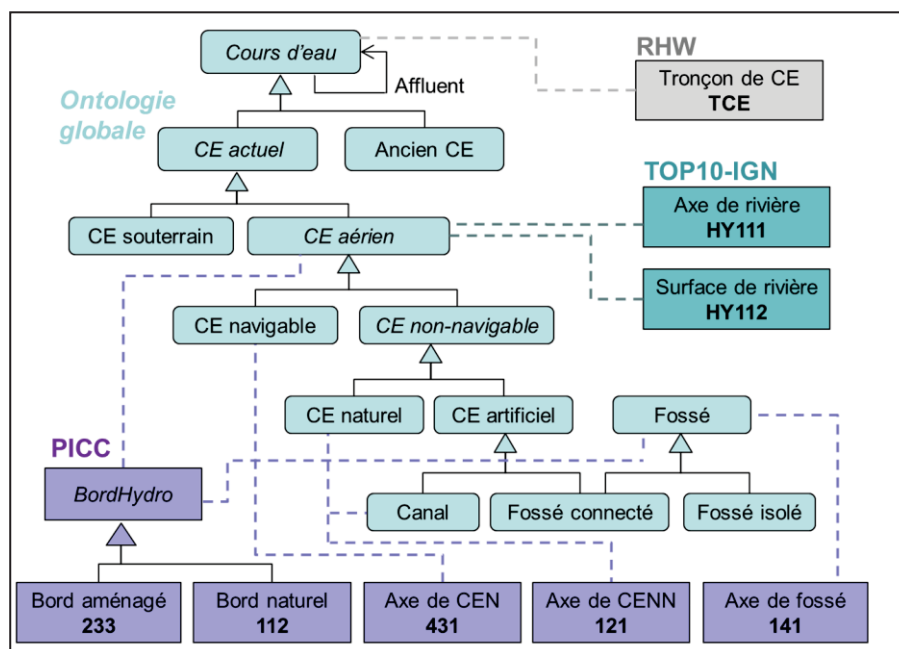 Cours d'eau
RHW
Tronçon de CE
TCE
Affluent
Ontologie
globale
CE actuel
Ancien CE
TOP10-IGN
Axe de rivière
HY111
CE souterrain
CE aérien
Surface de rivière
HY112
CE navigable
CE non-navigable
CE naturel
CE artificiel
Fossé
PICC
BordHydro
Canal
Fossé connecté
Fossé isolé
Bord aménagé
233
Bord naturel
112
Axe de CEN
431
Axe de CENN
121
Axe de fossé
141